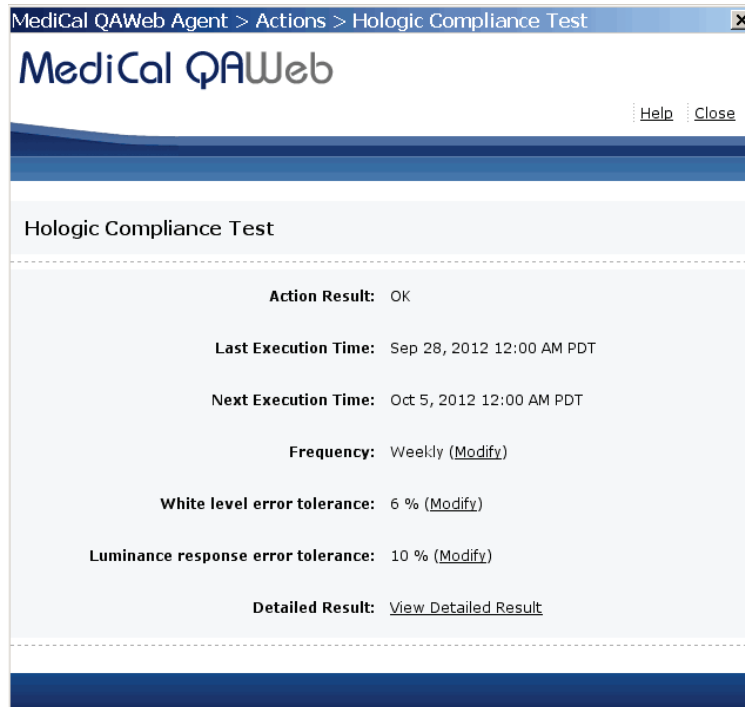 MediCal QAWeb Agent > Actions > Hologic Compliance Test
MediCal QAWeb
Help Close
Hologic Compliance Test
Action Result: OK
Last Execution Time: Sep 28, 2012 12:00 AM PDT
Next Execution Time: Oct 5, 2012 12:00 AM PDT
Frequency: Weekly (Modify)
White level error tolerance: 6 % (Modify)
Luminance response error tolerance: 10 % (Modify)
Detailed Result: View Detailed Result